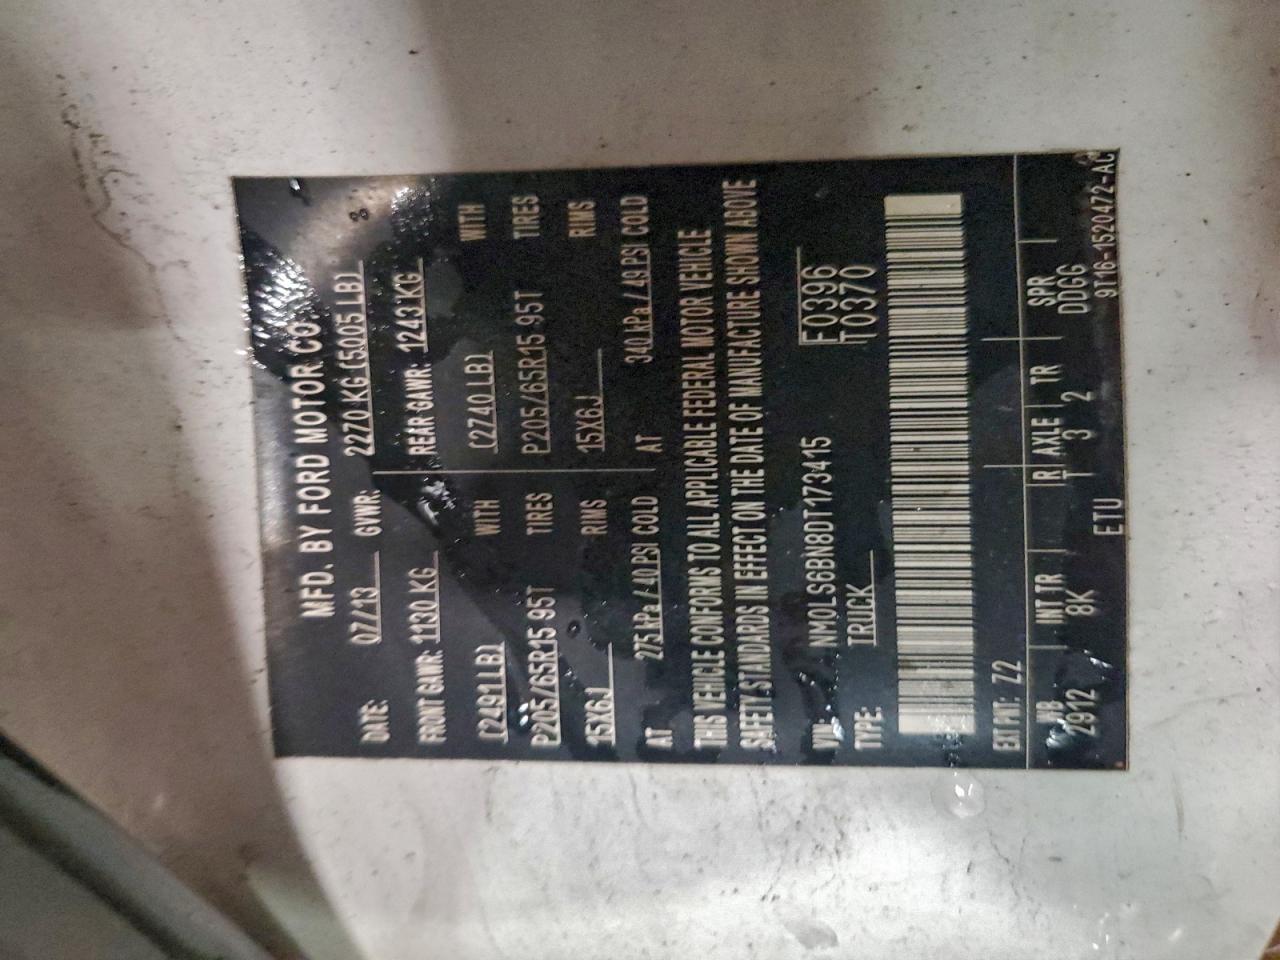 MFD. BY FORD MOTOR CO
DATE: 07/13 GVWR: 2270 KG (5005 LB)
FRONT GAWR: 1130 KG REAR GAWR: 1243 KG
(2491 LB) WITH (2740 LB) WITH
P205/65R15 95T TIRES P205/65R15 95T TIRES
15X6J RIMS 15X6J RIMS
AT 275 kPa / 40 PSI COLD AT 340 kPa / 49 PSI COLD
THIS VEHICLE CONFORMS TO ALL APPLICABLE FEDERAL MOTOR VEHICLE
SAFETY STANDARDS IN EFFECT ON THE DATE OF MANUFACTURE SHOWN ABOVE
VIN: NM0LS6BN8DT173415 F0396
TYPE: TRUCK T0370
EXT PNT: Z2
WB INT TR R AXLE TR SPR
2912 8K T 3 2 DDGG
ETU 9T16-1520472-AC